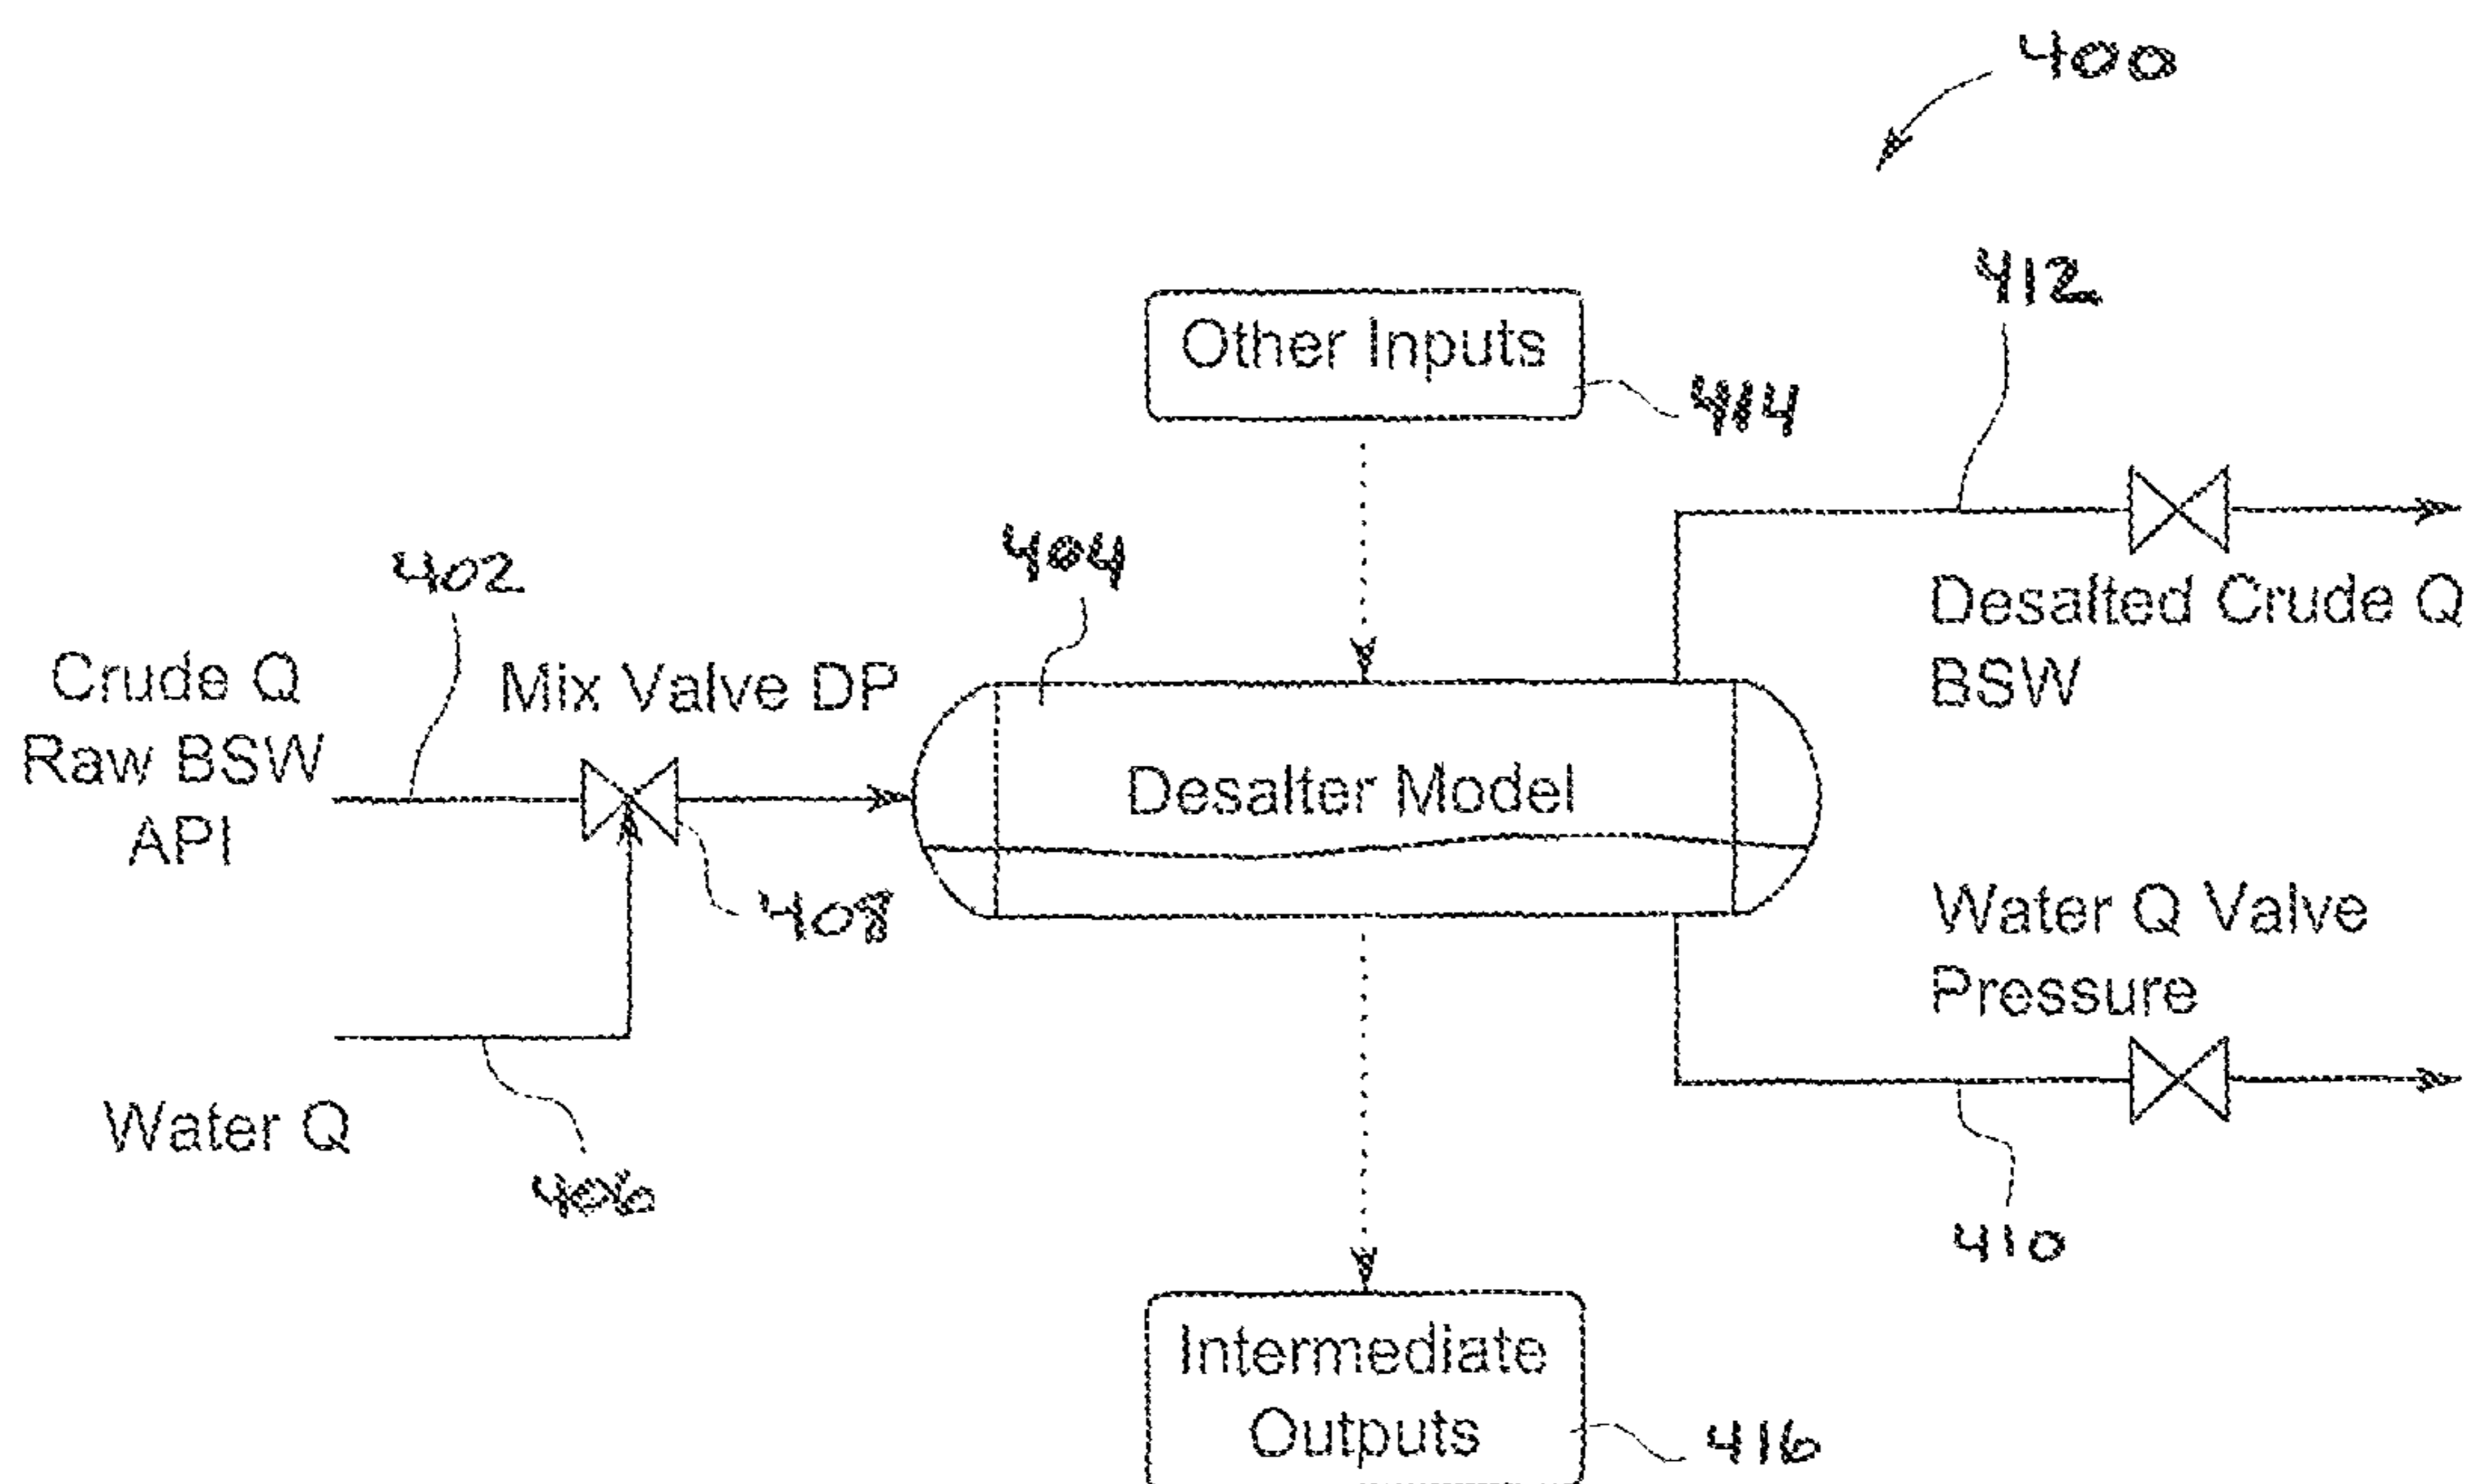 400
412
Other Inputs
414
404
402
Desalted Crude Q
BSW
Crude Q
Raw BSW
API
Mix Valve DP
Desalter Model
408
Water Q Valve
Pressure
Water Q
406
410
Intermediate
Outputs
416